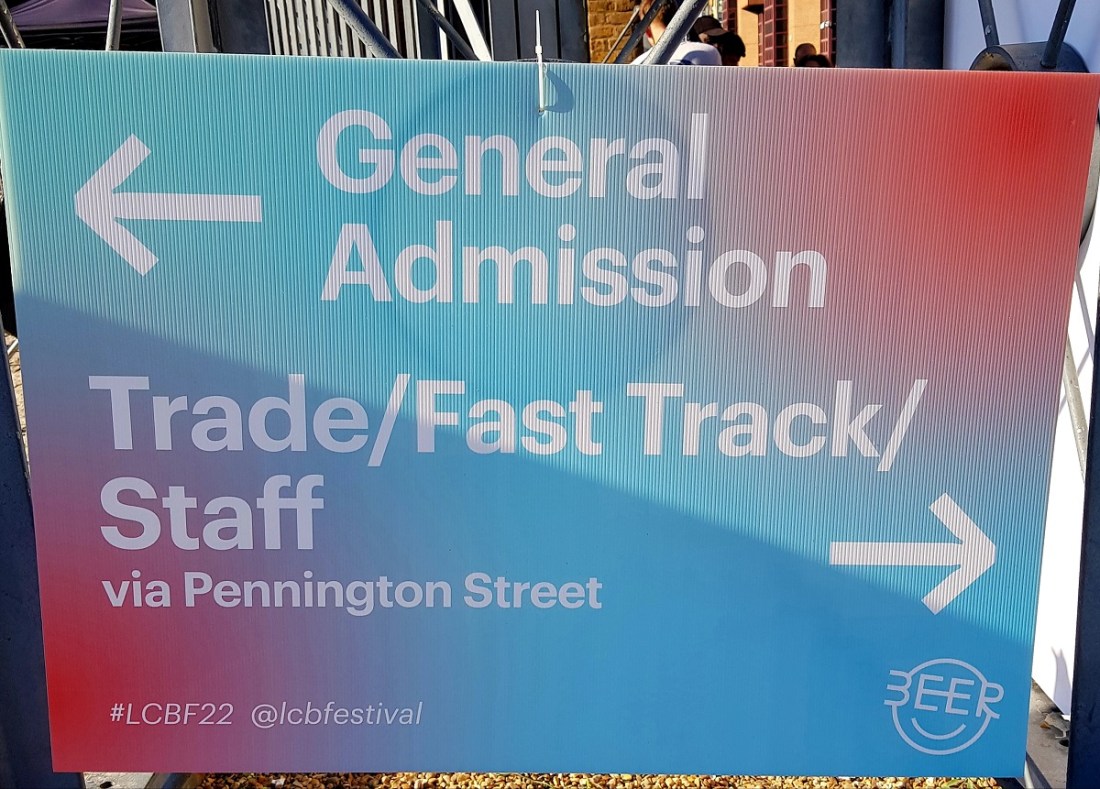 General
Admission
Trade/Fast Track/
Staff
via Pennington Street
#LCBF22 @lcbfestival
BEER